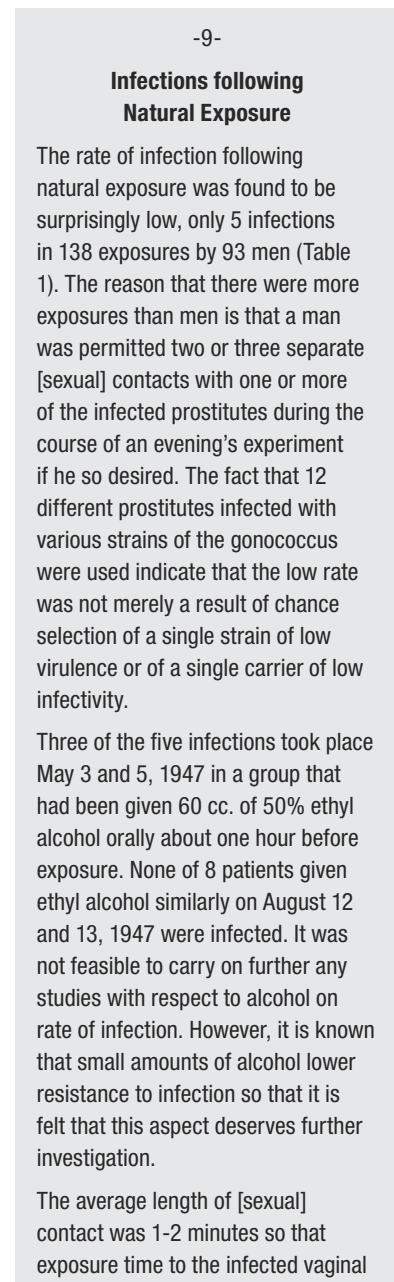 -9-
Infections following
Natural Exposure
The rate of infection following
natural exposure was found to be
surprisingly low, only 5 infections
in 138 exposures by 93 men (Table
1). The reason that there were more
exposures than men is that a man
was permitted two or three separate
[sexual] contacts with one or more
of the infected prostitutes during the
course of an evening’s experiment
if he so desired. The fact that 12
different prostitutes infected with
various strains of the gonococcus
were used indicate that the low rate
was not merely a result of chance
selection of a single strain of low
virulence or of a single carrier of low
infectivity.
Three of the five infections took place
May 3 and 5, 1947 in a group that
had been given 60 cc. of 50% ethyl
alcohol orally about one hour before
exposure. None of 8 patients given
ethyl alcohol similarly on August 12
and 13, 1947 were infected. It was
not feasible to carry on further any
studies with respect to alcohol on
rate of infection. However, it is known
that small amounts of alcohol lower
resistance to infection so that it is
felt that this aspect deserves further
investigation.
The average length of [sexual]
contact was 1-2 minutes so that
exposure time to the infected vaginal